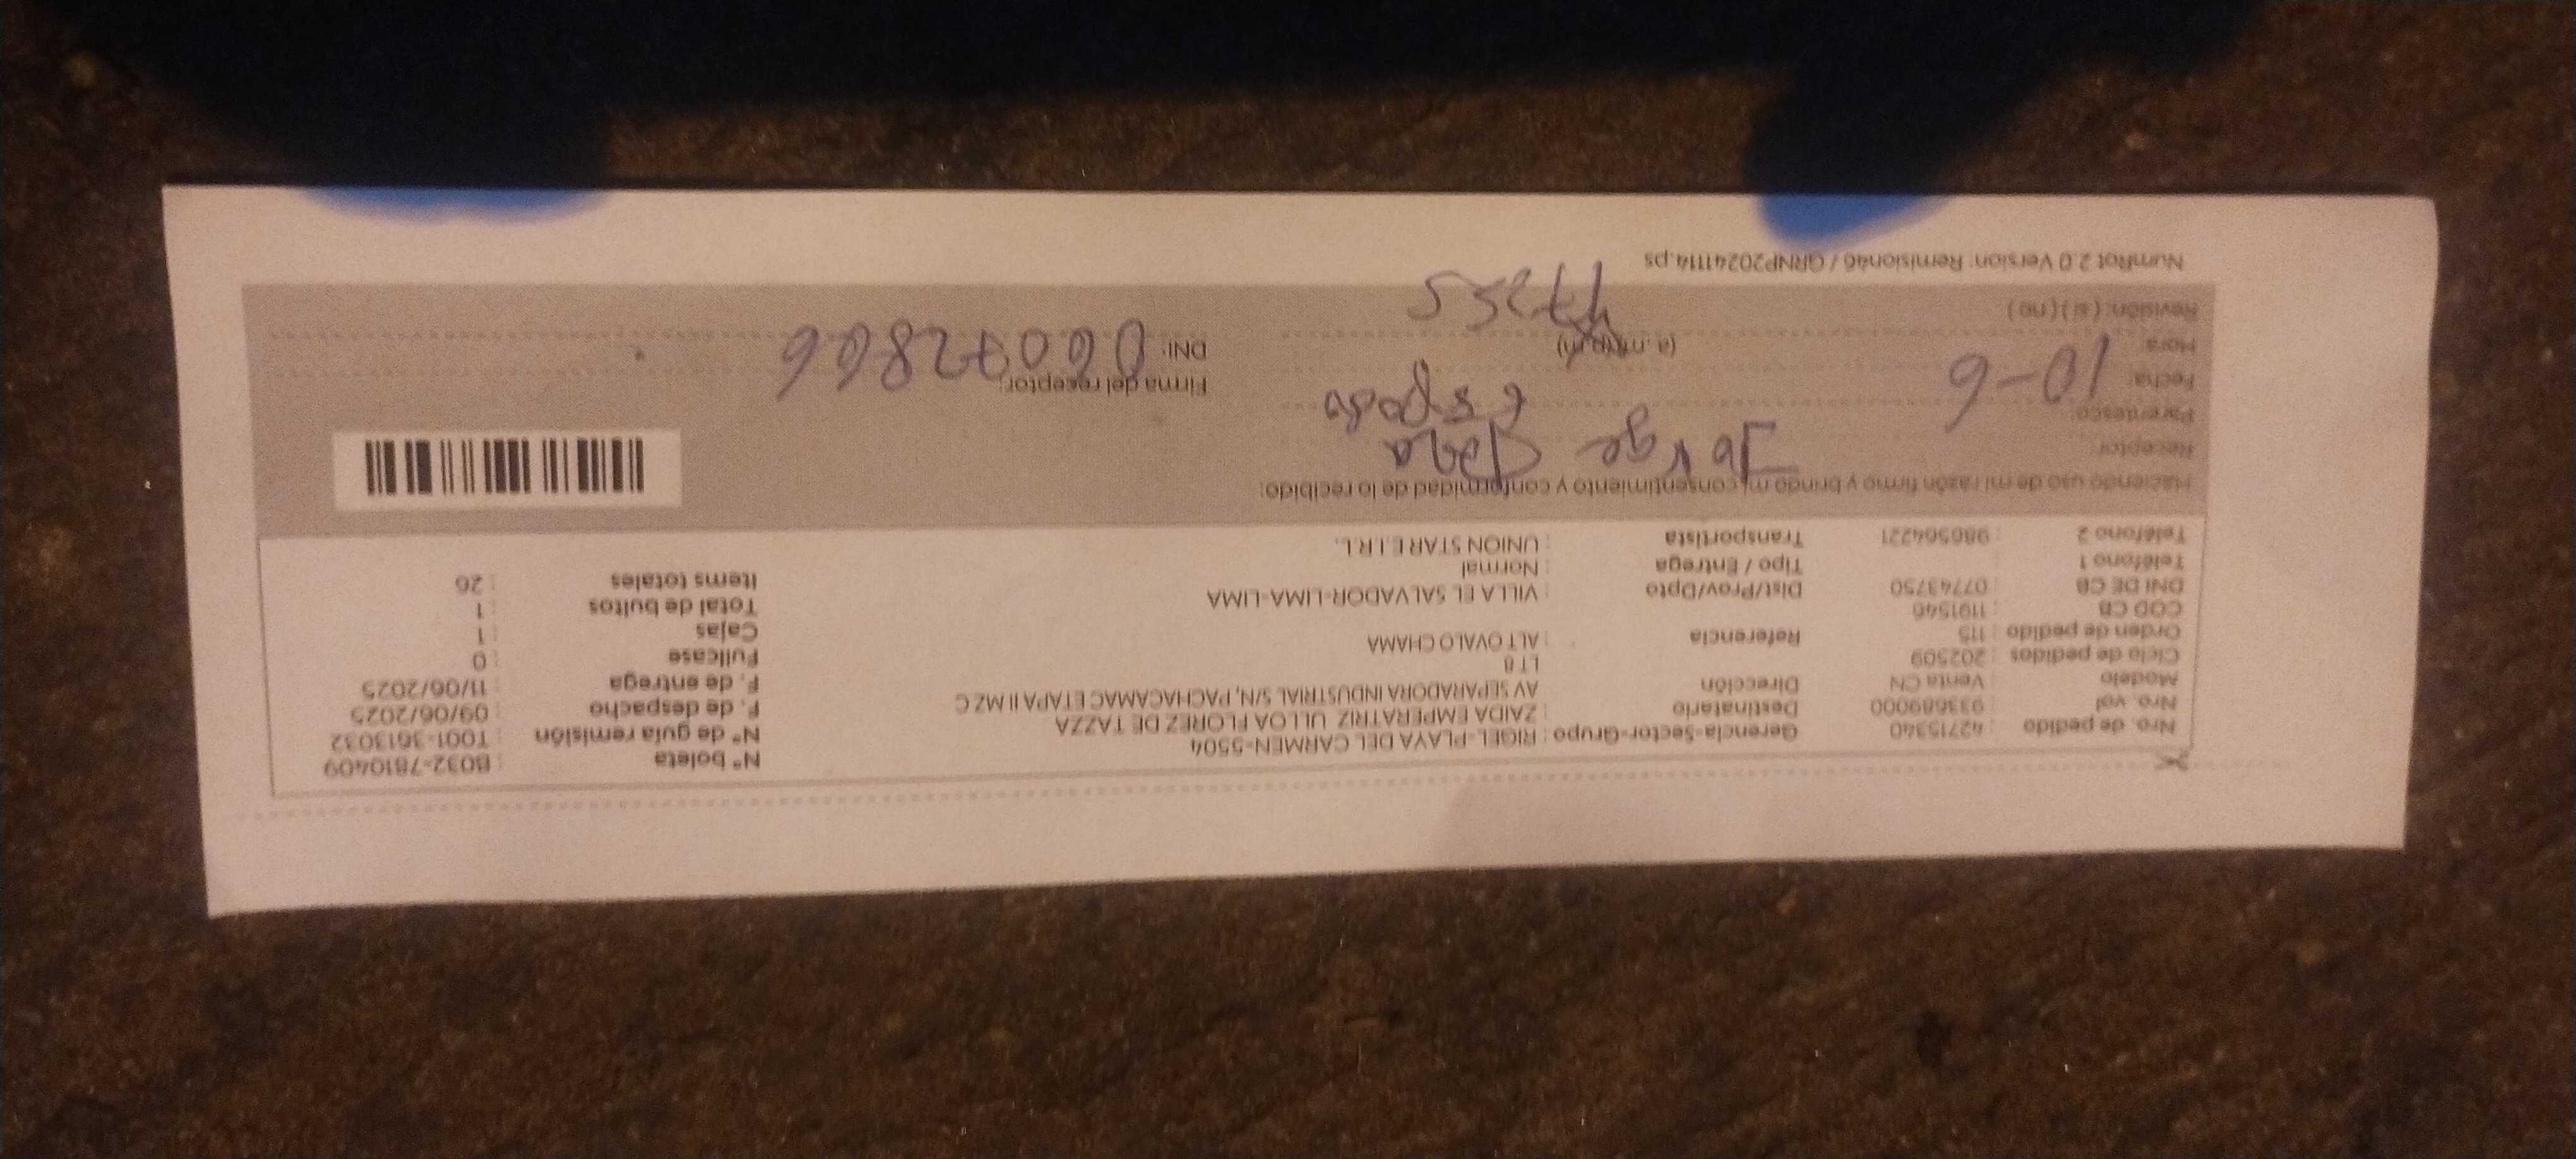 Nro. de pedido : 42715340
Nro. vol : 933689000
Modelo : Venta CN
Ciclo de pedidos : 202509
Orden de pedido : 115
COD CB : 1191546
DNI DE CB : 07743750
Teléfono 1
Teléfono 2 : 986564221
Gerencia-Sector-Grupo : RIGEL-PLAYA DEL CARMEN-5504
Destinatario : ZAIDA EMPERATRIZ ULLOA FLOREZ DE TAZZA
Dirección : AV SEPARADORA INDUSTRIAL S/N, PACHACAMAC ETAPA II MZ C
LT 8
Referencia : ALT OVALO CHAMA
Dist/Prov/Dpto : VILLA EL SALVADOR-LIMA-LIMA
Tipo / Entrega : Normal
Transportista : UNION STAR E.I.R.L.
N° boleta : B032-7810409
N° de guía remisión : T001-3613032
F. de despacho : 09/06/2025
F. de entrega : 11/06/2025
Fullcase : 0
Cajas : 1
Total de bultos : 1
Items totales : 26
Haciendo uso de mi razón firmo y brindo mi consentimiento y conformidad de lo recibido:
Receptor: Jorge
Parentesco:
Fecha: 10-6
Hora: (a.m) (p.m)
Revisión: (si) (no)
Firma del receptor:
DNI: 06072866
NumRot 2.0 Version: Remision46 / GRNP20241114.ps